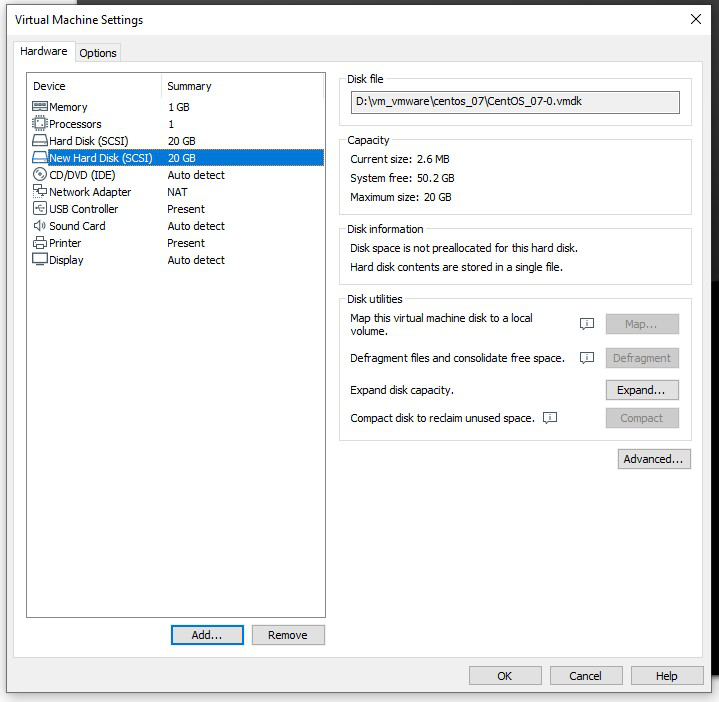 Virtual Machine Settings
Hardware Options
Device Summary
Memory 1 GB
Processors 1
Hard Disk (SCSI) 20 GB
New Hard Disk (SCSI) 20 GB
CD/DVD (IDE) Auto detect
Network Adapter NAT
USB Controller Present
Sound Card Auto detect
Printer Present
Display Auto detect
Add... Remove
Disk file
D:\vm_vmware\centos_07\CentOS_07-0.vmdk
Capacity
Current size: 2.6 MB
System free: 50.2 GB
Maximum size: 20 GB
Disk information
Disk space is not preallocated for this hard disk.
Hard disk contents are stored in a single file.
Disk utilities
Map this virtual machine disk to a local
volume.
Map...
Defragment files and consolidate free space.
Defragment
Expand disk capacity.
Expand...
Compact disk to reclaim unused space.
Compact
Advanced...
OK Cancel Help